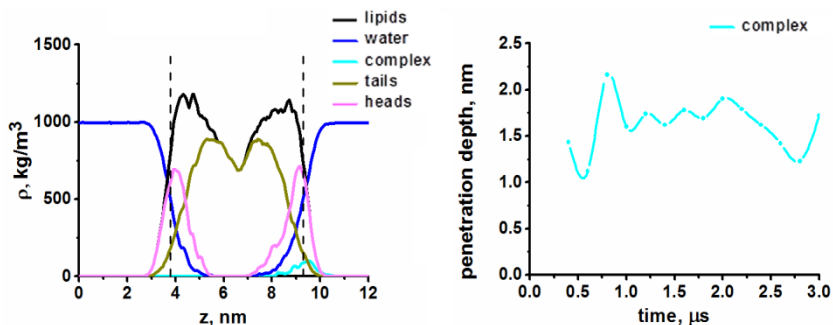 lipids
water
complex
tails
heads
1500
1000
500
0
ρ, kg/m³
0 2 4 6 8 10 12
z, nm
complex
2.5
2.0
1.5
1.0
0.5
0.0
penetration depth, nm
0.5 1.0 1.5 2.0 2.5 3.0
time, μs